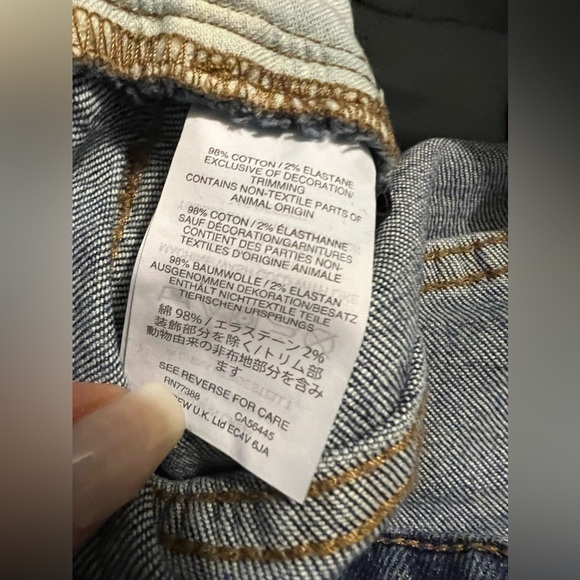 98% COTTON / 2% ELASTANE
EXCLUSIVE OF DECORATION/
TRIMMING
CONTAINS NON-TEXTILE PARTS OF
ANIMAL ORIGIN
98% COTON / 2% ÉLASTHANNE
SAUF DÉCORATION/GARNITURES
CONTIENT DES PARTIES NON-
TEXTILES D'ORIGINE ANIMALE
98% BAUMWOLLE / 2% ELASTAN
AUSGENOMMEN DEKORATION/BESATZ
ENTHÄLT NICHTTEXTILE TEILE
TIERISCHEN URSPRUNGS
綿 98% / エラステーン 2%
装飾部分を除く/トリム部
動物由来の非布地部分を含み
ます
SEE REVERSE FOR CARE
RN77388 CA56445
REW U.K. Ltd EC4V 6JA